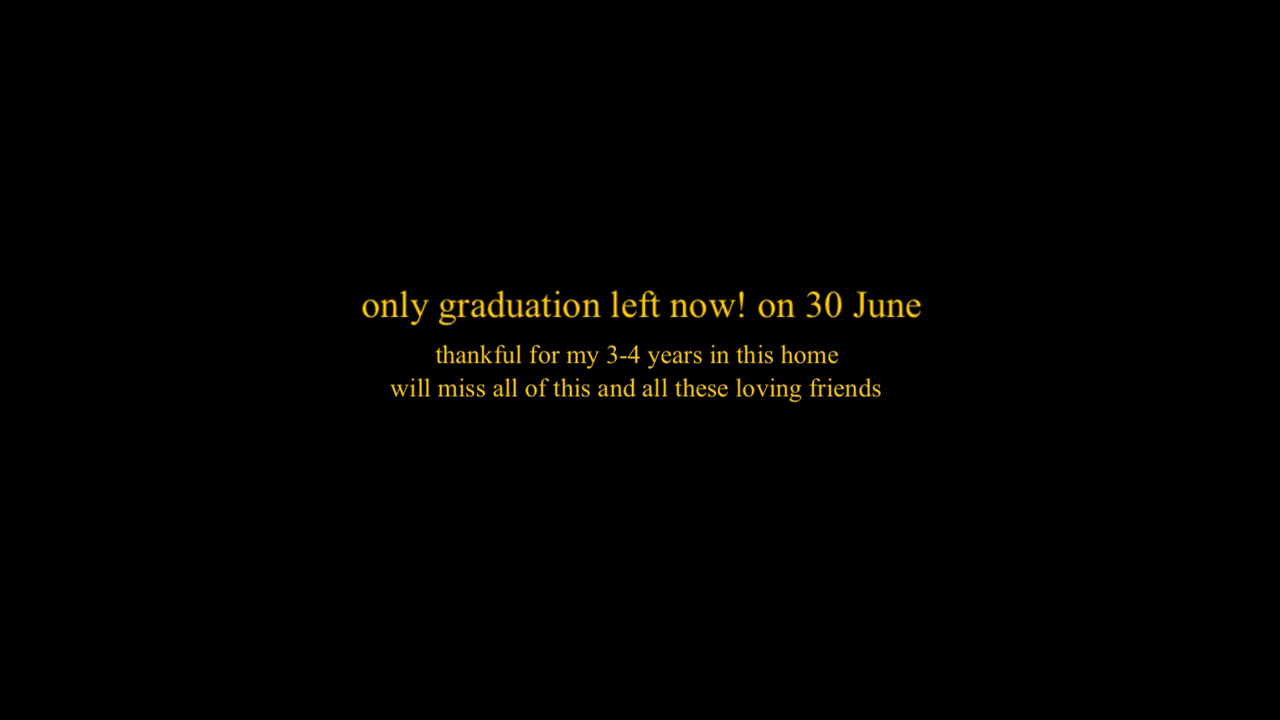 only graduation left now! on 30 June
thankful for my 3-4 years in this home
will miss all of this and all these loving friends